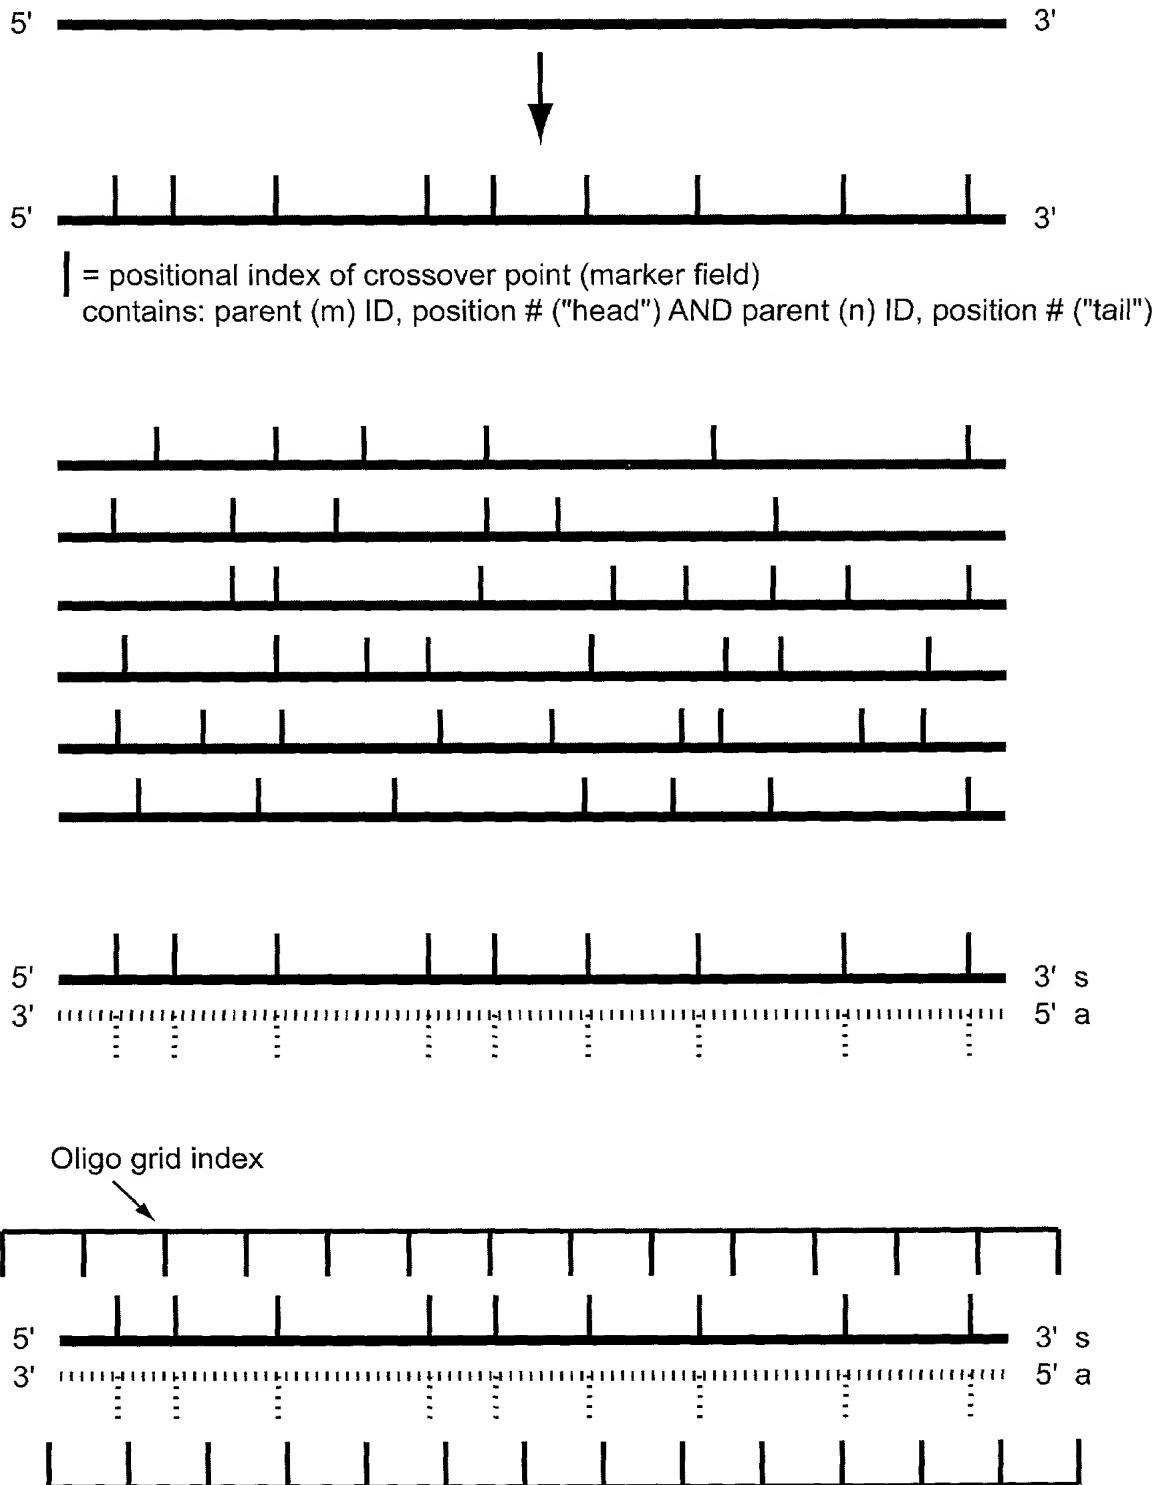 5' 3'
5' 3'
= positional index of crossover point (marker field)
contains: parent (m) ID, position # ("head") AND parent (n) ID, position # ("tail")
5' 3' s
3' 5' a
Oligo grid index
5' 3' s
3' 5' a